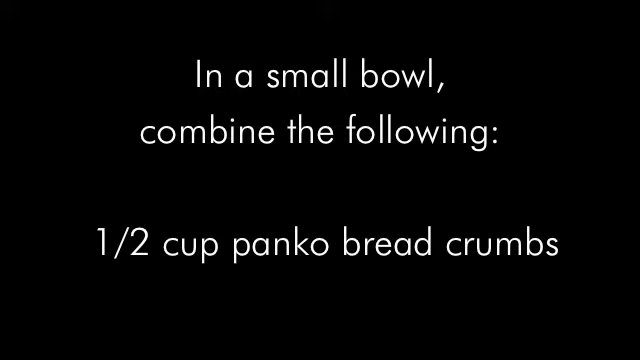 In a small bowl,
combine the following:
1/2 cup panko bread crumbs